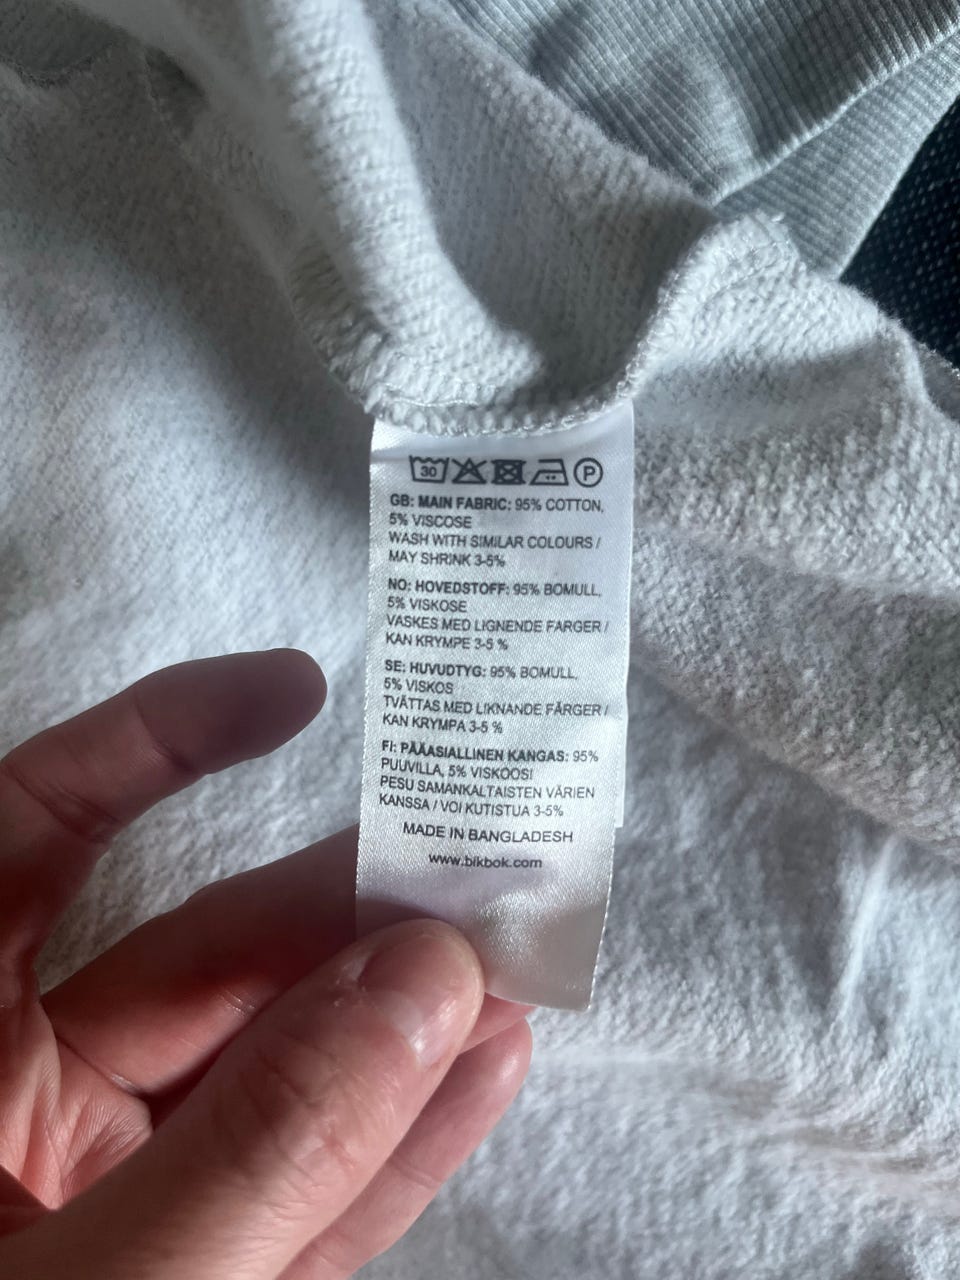 30 P
GB: MAIN FABRIC: 95% COTTON,
5% VISCOSE
WASH WITH SIMILAR COLOURS /
MAY SHRINK 3-5%
NO: HOVEDSTOFF: 95% BOMULL,
5% VISKOSE
VASKES MED LIGNENDE FARGER /
KAN KRYMPE 3-5 %
SE: HUVUDTYG: 95% BOMULL,
5% VISKOS
TVÄTTAS MED LIKNANDE FÄRGER /
KAN KRYMPA 3-5 %
FI: PÄÄASIALLINEN KANGAS: 95%
PUUVILLA, 5% VISKOOSI
PESU SAMANKALTAISTEN VÄRIEN
KANSSA / VOI KUTISTUA 3-5%
MADE IN BANGLADESH
www.bikbok.com